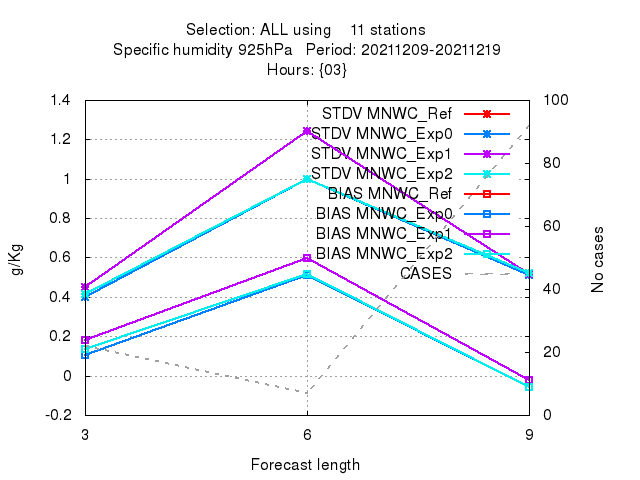 Selection: ALL using    11 stations
Specific humidity 925hPa   Period: 20211209-20211219
Hours: {03}
1.4
1.2
1
0.8
0.6
0.4
0.2
0
-0.2
g/Kg
STDV MNWC_Ref
STDV MNWC_Exp0
STDV MNWC_Exp1
STDV MNWC_Exp2
BIAS MNWC_Ref
BIAS MNWC_Exp0
BIAS MNWC_Exp1
BIAS MNWC_Exp2
CASES
100
80
60
40
20
0
No cases
3 6 9
Forecast length